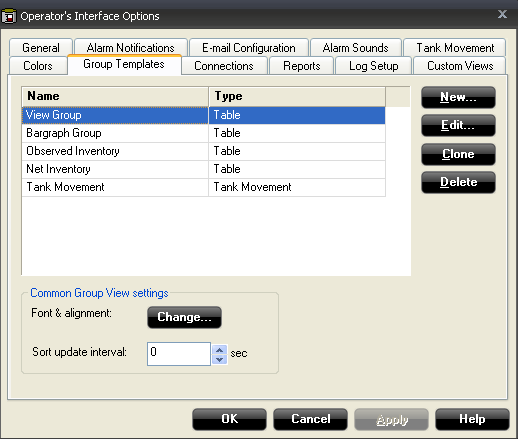 Operator's Interface Options
General Alarm Notifications E-mail Configuration Alarm Sounds Tank Movement
Colors Group Templates Connections Reports Log Setup Custom Views
Name Type
View Group Table
Bargraph Group Table
Observed Inventory Table
Net Inventory Table
Tank Movement Tank Movement
New...
Edit...
Clone
Delete
Common Group View settings
Font & alignment: Change...
Sort update interval: 0 sec
OK Cancel Apply Help